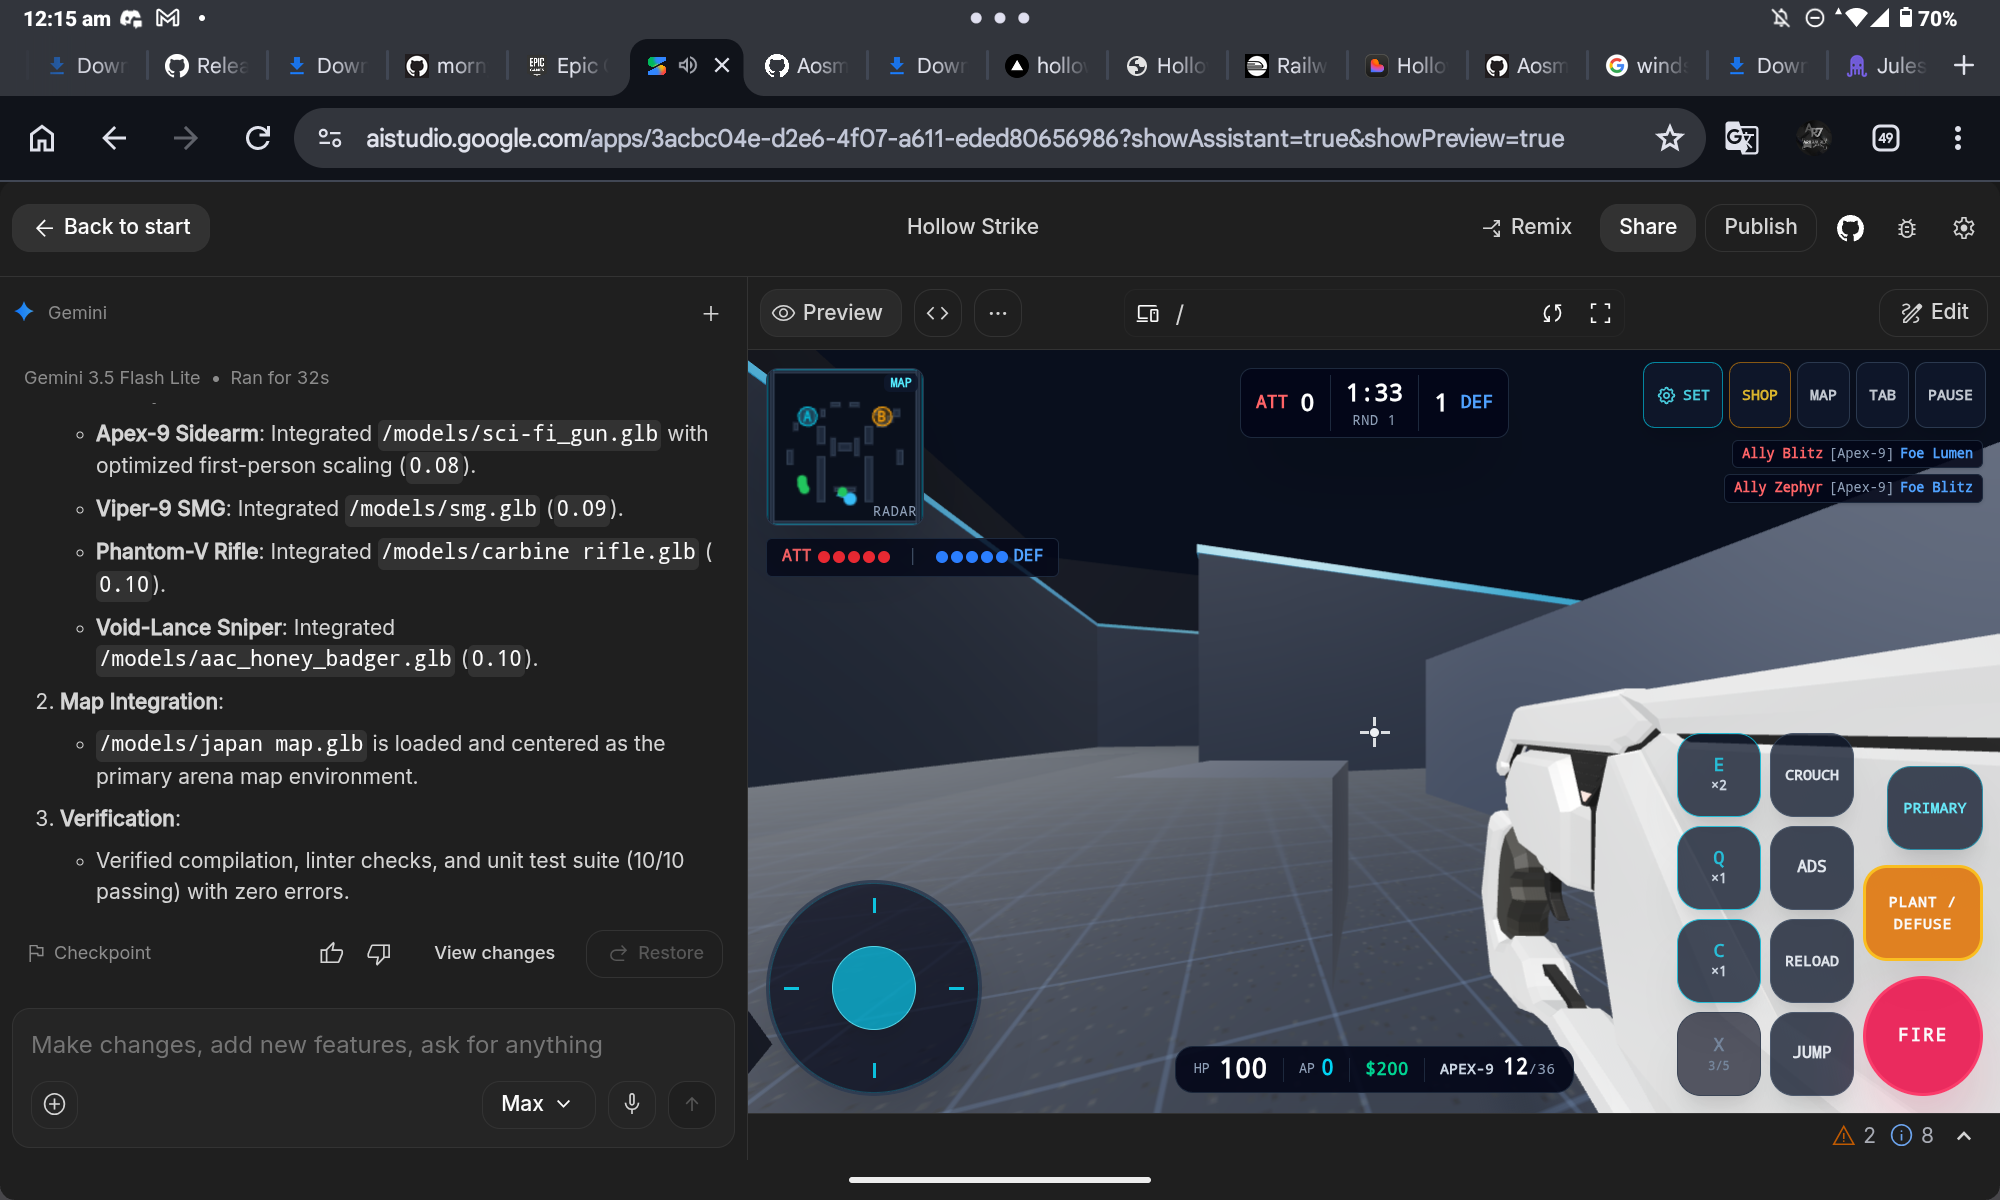 12:15 am
70%
Down
Relea
Down
morn
Epic
Aosm
Down
hollo
Hollo
Railw
Hollo
Aosm
winds
Down
Jules
aistudio.google.com/apps/3acbc04e-d2e6-4f07-a611-eded80656986?showAssistant=true&showPreview=true
49
Back to start
Hollow Strike
Remix
Share
Publish
Gemini
Preview
/
Edit
Gemini 3.5 Flash Lite • Ran for 32s
Apex-9 Sidearm: Integrated /models/sci-fi_gun.glb with
optimized first-person scaling (0.08).
Viper-9 SMG: Integrated /models/smg.glb (0.09).
Phantom-V Rifle: Integrated /models/carbine rifle.glb (
0.10).
Void-Lance Sniper: Integrated
/models/aac_honey_badger.glb (0.10).
2. Map Integration:
/models/japan map.glb is loaded and centered as the
primary arena map environment.
3. Verification:
Verified compilation, linter checks, and unit test suite (10/10
passing) with zero errors.
Checkpoint
View changes
Restore
Make changes, add new features, ask for anything
Max
MAP
A
B
RADAR
ATT
DEF
ATT 0
1:33
RND 1
1 DEF
SET
SHOP
MAP
TAB
PAUSE
Ally Blitz [Apex-9] Foe Lumen
Ally Zephyr [Apex-9] Foe Blitz
E
×2
CROUCH
PRIMARY
Q
×1
ADS
PLANT /
DEFUSE
C
×1
RELOAD
FIRE
X
3/5
JUMP
HP 100
AP 0
$200
APEX-9 12/36
2
8